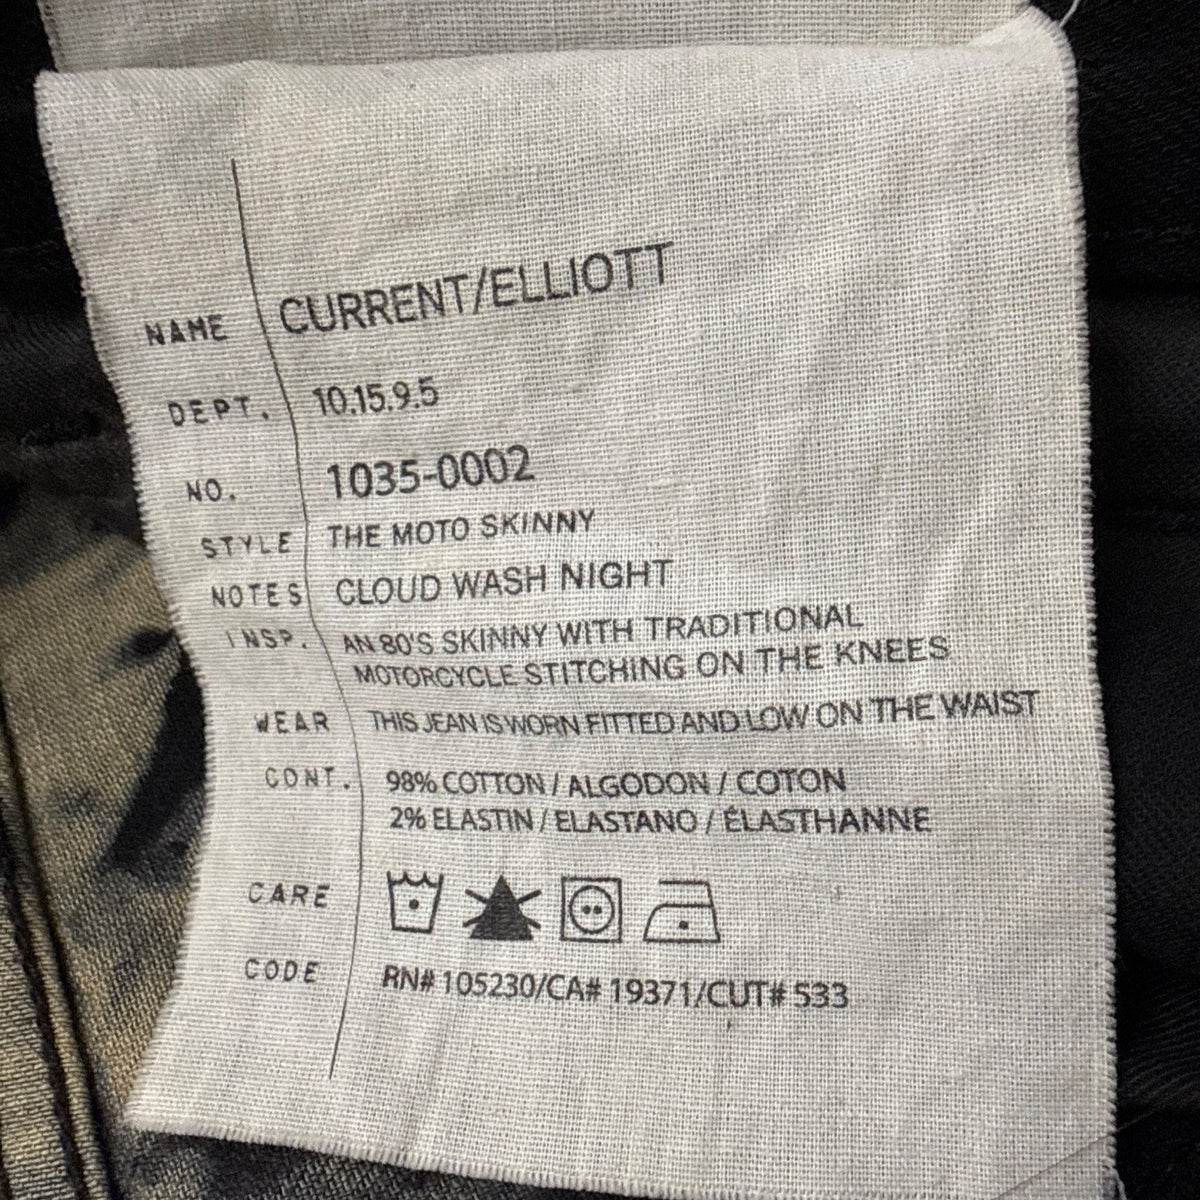 NAME CURRENT/ELLIOTT
DEPT. 10.15.9.5
NO. 1035-0002
STYLE THE MOTO SKINNY
NOTES CLOUD WASH NIGHT
INSP. AN 80'S SKINNY WITH TRADITIONAL
MOTORCYCLE STITCHING ON THE KNEES
WEAR THIS JEAN IS WORN FITTED AND LOW ON THE WAIST
CONT. 98% COTTON / ALGODON / COTON
2% ELASTIN / ELASTANO / ÉLASTHANNE
CARE
CODE RN# 105230/CA# 19371/CUT# 533